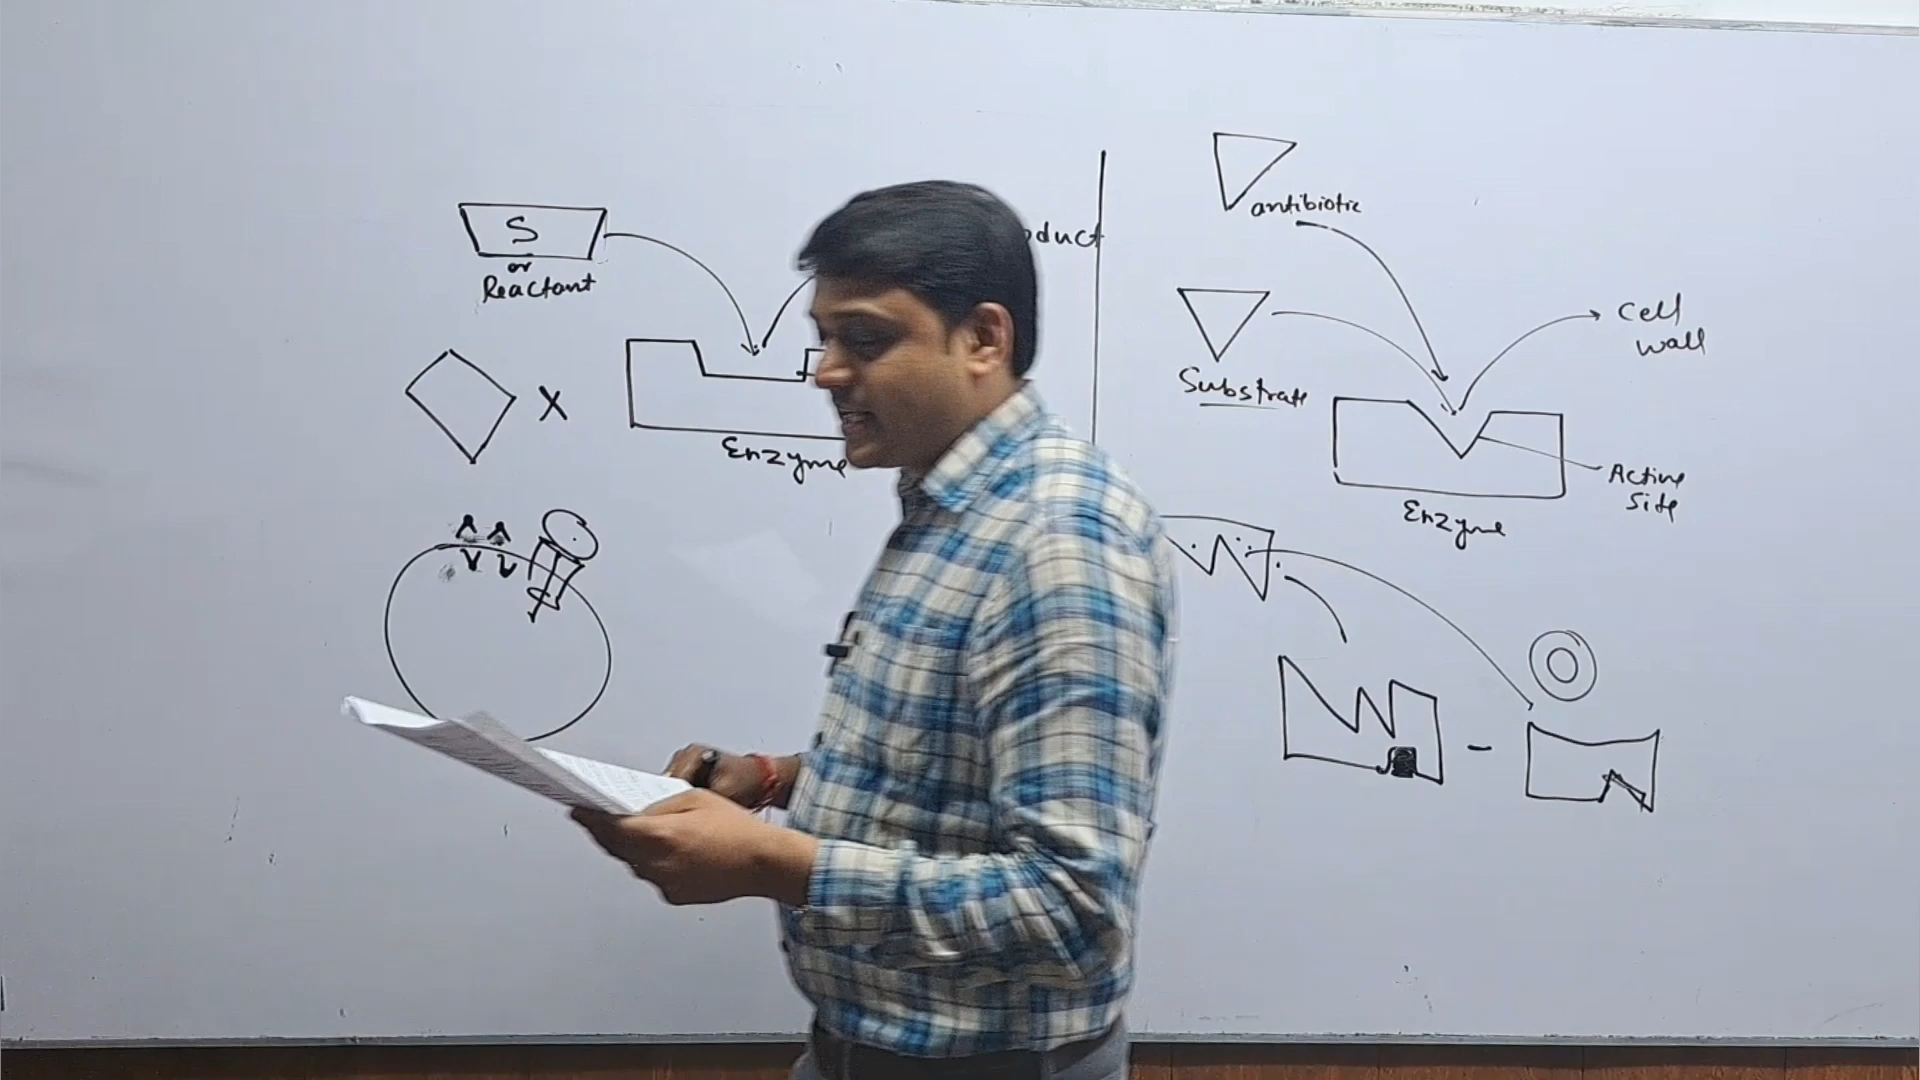 S
or
Reactant
oduct
X
Enzyme
antibiotic
Substrate
Cell
wall
Active
Site
Enzyme